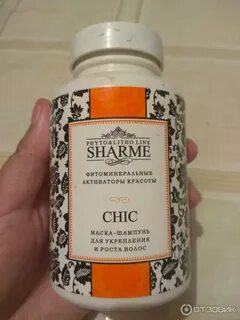 PHYTO&LITHO LINE
SHARME
ФИТОМИНЕРАЛЬНЫЕ
АКТИВАТОРЫ КРАСОТЫ
CHIC
МАСКА-ШАМПУНЬ
ДЛЯ УКРЕПЛЕНИЯ
И РОСТА ВОЛОС
ОТЗОВИК